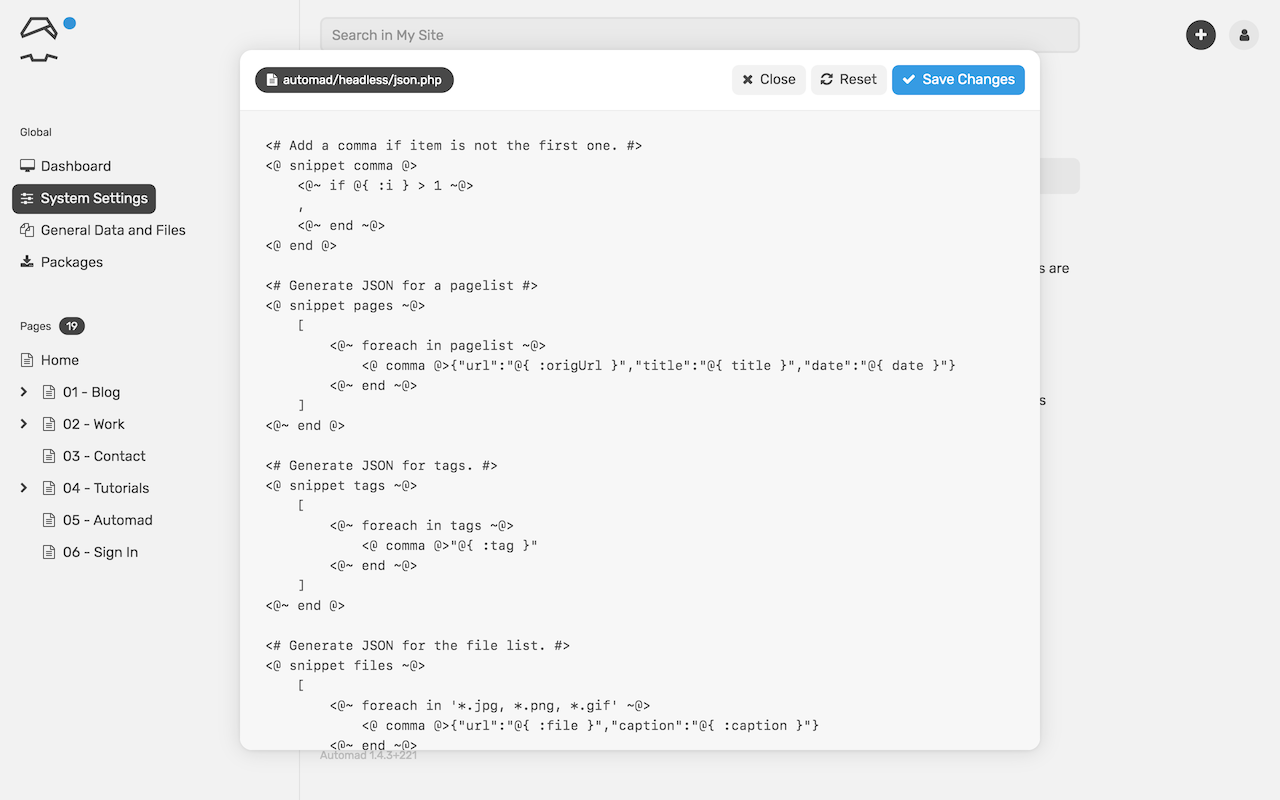 Search in My Site
automad/headless/json.php
Close
Reset
Save Changes
Global
Dashboard
System Settings
General Data and Files
Packages
Pages 19
Home
01 - Blog
02 - Work
03 - Contact
04 - Tutorials
05 - Automad
06 - Sign In
<# Add a comma if item is not the first one. #>
<@ snippet comma @>
    <@~ if @{ :i } > 1 ~@>
    ,
    <@~ end ~@>
<@ end @>
<# Generate JSON for a pagelist #>
<@ snippet pages ~@>
    [
        <@~ foreach in pagelist ~@>
            <@ comma @>{"url":"@{ :origUrl }","title":"@{ title }","date":"@{ date }"}
        <@~ end ~@>
    ]
<@~ end @>
<# Generate JSON for tags. #>
<@ snippet tags ~@>
    [
        <@~ foreach in tags ~@>
            <@ comma @>"@{ :tag }"
        <@~ end ~@>
    ]
<@~ end @>
<# Generate JSON for the file list. #>
<@ snippet files ~@>
    [
        <@~ foreach in '*.jpg, *.png, *.gif' ~@>
            <@ comma @>{"url":"@{ :file }","caption":"@{ :caption }"}
        <@~ end ~@>
s are
s
Automad 1.4.3+221